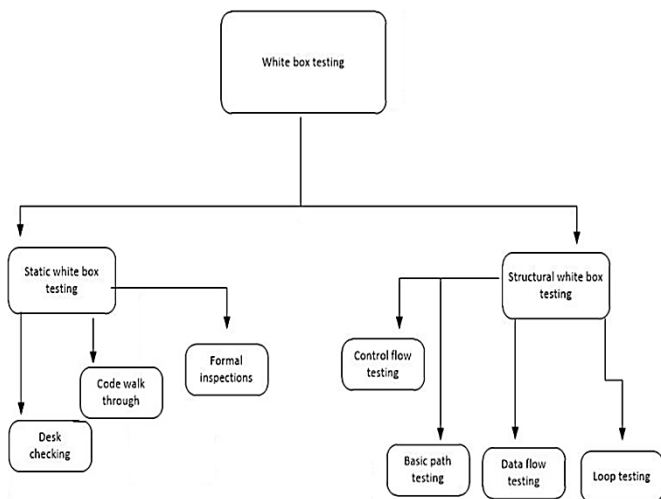 White box testing
Static white box
testing
Structural white box
testing
Formal
inspections
Control flow
testing
Code walk
through
Desk
checking
Basic path
testing
Data flow
testing
Loop testing